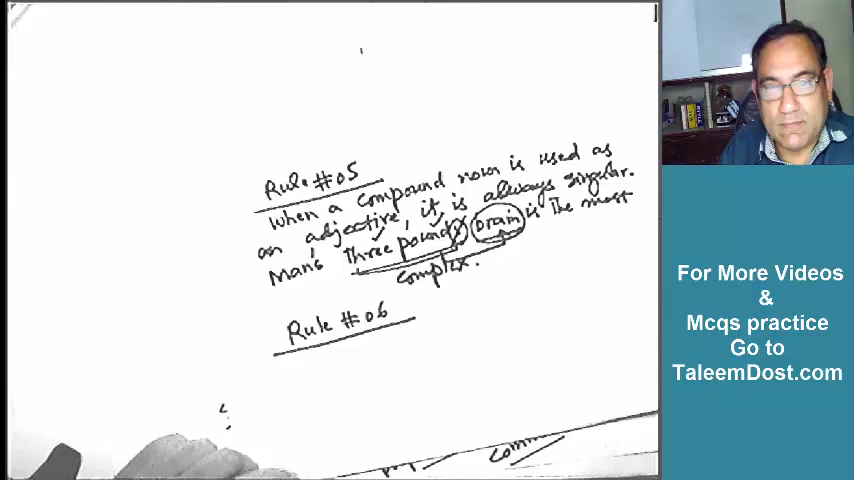 Rule #05
When a compound noun is used as
an adjective, it is always singular.
Man's three pounds brain is the most
complex.
Rule #06
comm
For More Videos
&
Mcqs practice
Go to
TaleemDost.com